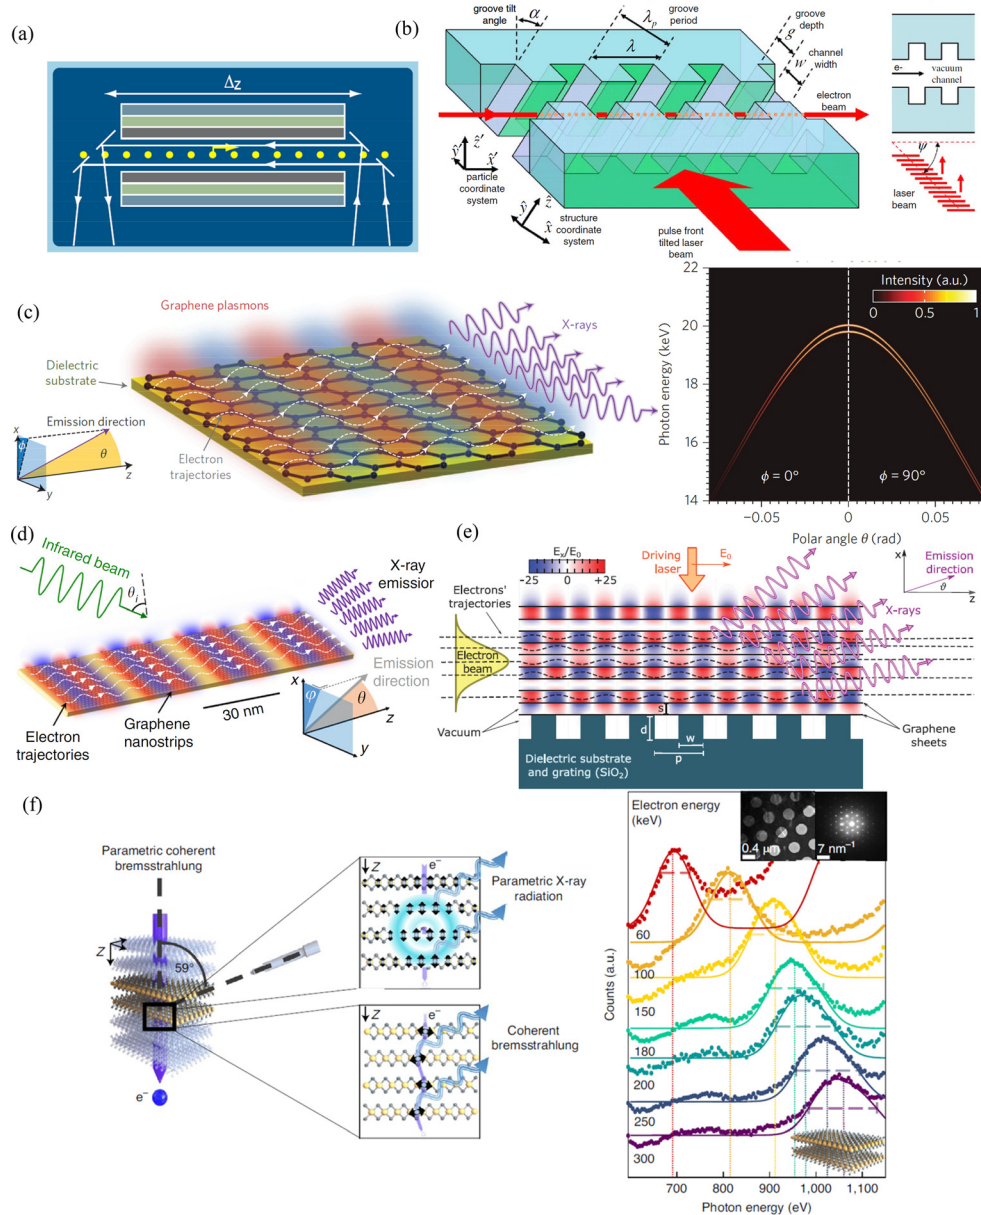 (a)
Δz
(b)
groove tilt
angle
α
λp
groove
period
λ
groove
depth
g
channel
width
w
electron
beam
ẑ'
ŷ'
x̂'
particle
coordinate
system
ẑ
ŷ
x̂
structure
coordinate
system
pulse front
tilted laser
beam
e-
vacuum
channel
ψ
laser
beam
(c)
Graphene plasmons
X-rays
Dielectric
substrate
Emission direction
x
ϕ
θ
z
y
Electron
trajectories
22
20
18
16
14
Photon energy (keV)
Intensity (a.u.)
0
0.5
1
ϕ = 0°
ϕ = 90°
−0.05
0
0.05
Polar angle θ (rad)
(d)
Infrared beam
θi
X-ray
emissior
Emission
direction
30 nm
x
φ
θ
z
y
Electron
trajectories
Graphene
nanostrips
(e)
Ex/E0
-25
0
+25
Driving
laser
E0
x
Emission
direction
ϑ
z
Electrons'
trajectories
X-rays
Electron
beam
s
d
w
p
Vacuum
Graphene
sheets
Dielectric substrate
and grating (SiO2)
(f)
Parametric coherent
bremsstrahlung
z
59°
e−
z
e−
Parametric X-ray
radiation
z
e−
Coherent
bremsstrahlung
Electron energy
(keV)
0.4 µm
7 nm−1
60
100
150
180
200
250
300
Counts (a.u.)
700
800
900
1,000
1,100
Photon energy (eV)